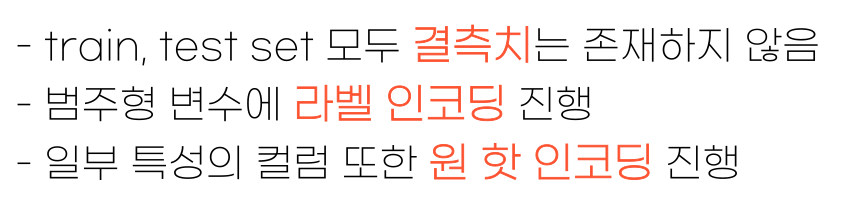 - train, test set 모두 결측치는 존재하지 않음
- 범주형 변수에 라벨 인코딩 진행
- 일부 특성의 컬럼 또한 원 핫 인코딩 진행